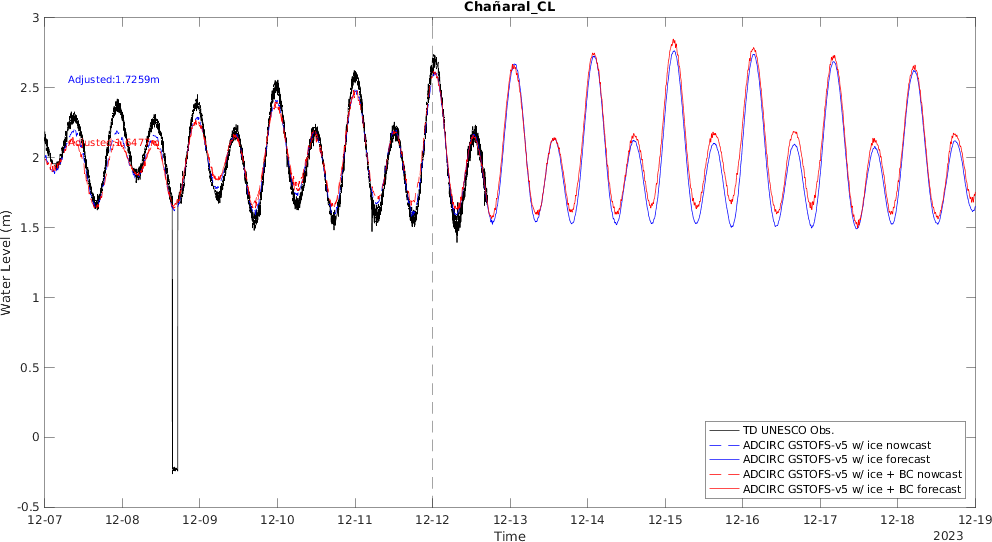 Chañaral_CL
3
2.5
2
1.5
1
0.5
0
-0.5
Water Level (m)
Adjusted:1.7259m
12-07
12-08
12-09
12-10
12-11
12-12
12-13
12-14
12-15
12-16
12-17
12-18
12-19
Time
2023
TD UNESCO Obs.
ADCIRC GSTOFS-v5 w/ ice nowcast
ADCIRC GSTOFS-v5 w/ ice forecast
ADCIRC GSTOFS-v5 w/ ice + BC nowcast
ADCIRC GSTOFS-v5 w/ ice + BC forecast